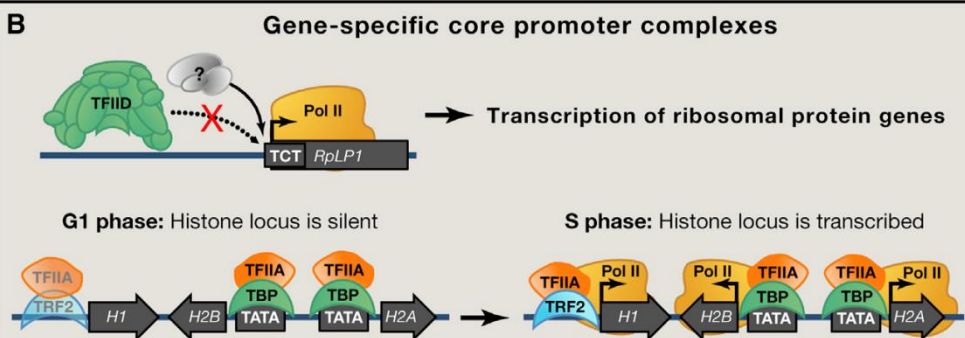 B
Gene-specific core promoter complexes
TFIID
?
X
Pol II
TCT RpLP1
Transcription of ribosomal protein genes
G1 phase: Histone locus is silent
TFIIA
TRF2
H1
H2B
TFIIA
TBP
TATA
TFIIA
TBP
TATA
H2A
S phase: Histone locus is transcribed
TFIIA
TRF2
Pol II
H1
Pol II
H2B
TFIIA
TBP
TATA
TFIIA
TBP
TATA
Pol II
H2A